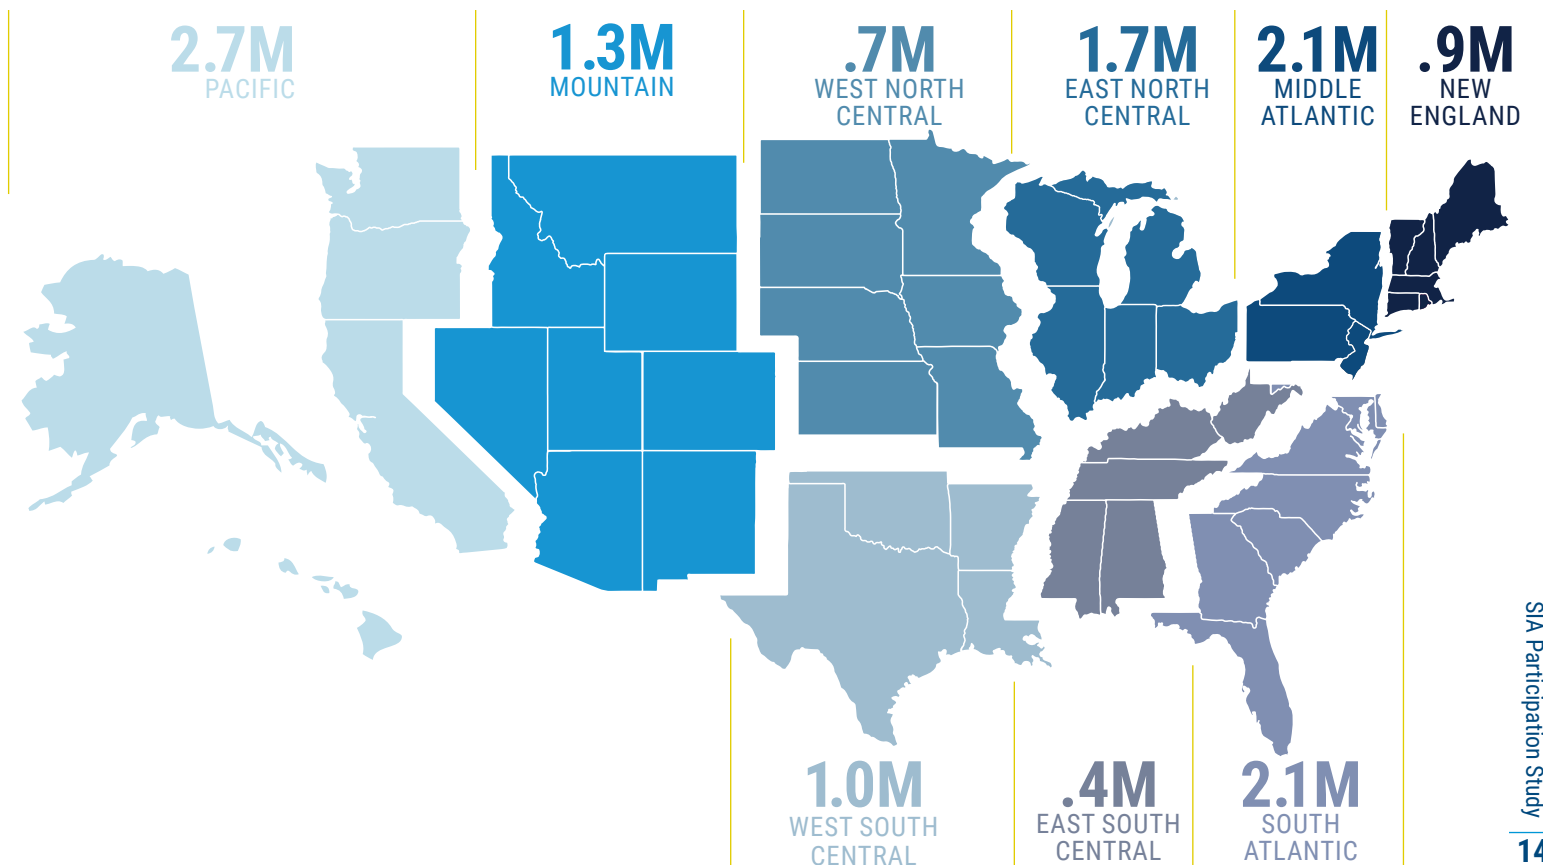 2.7M
PACIFIC
1.3M
MOUNTAIN
.7M
WEST NORTH
CENTRAL
1.7M
EAST NORTH
CENTRAL
2.1M
MIDDLE
ATLANTIC
.9M
NEW
ENGLAND
1.0M
WEST SOUTH
CENTRAL
.4M
EAST SOUTH
CENTRAL
2.1M
SOUTH
ATLANTIC
SIA Participation Study
14